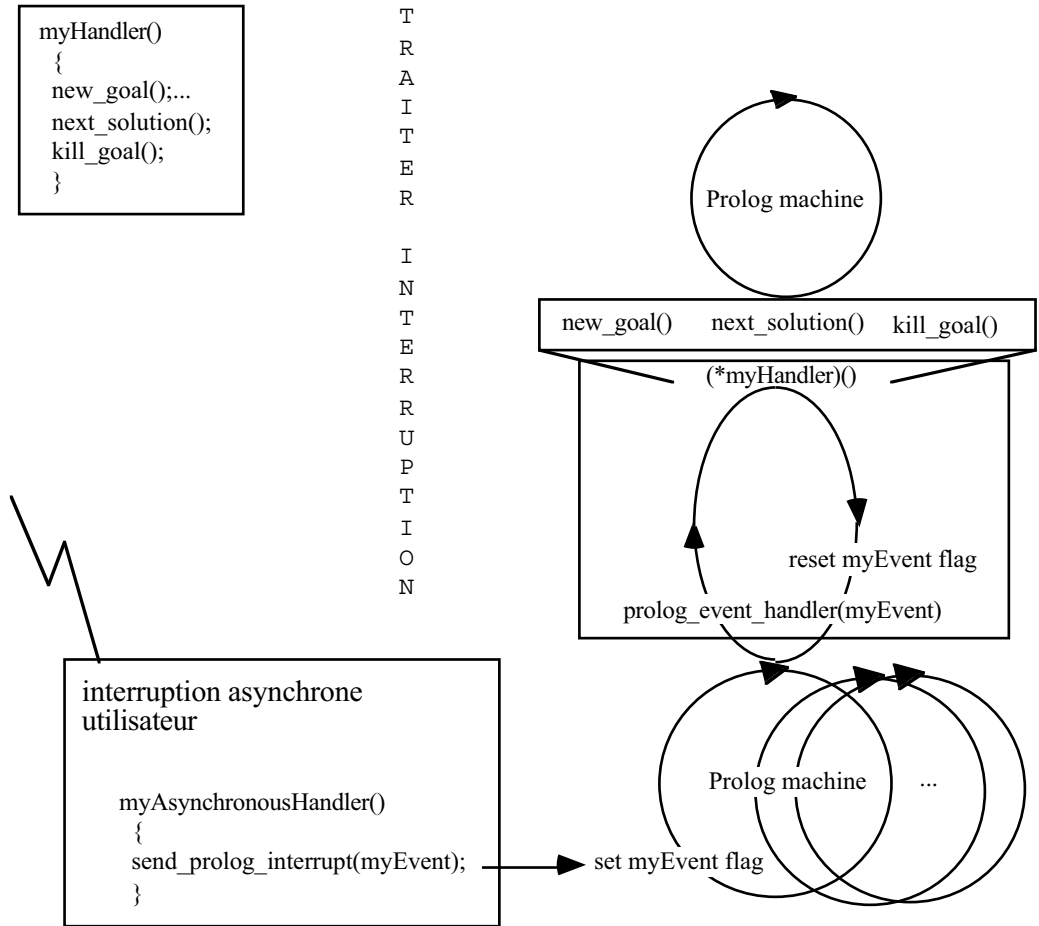 myHandler()
{
new_goal();...
next_solution();
kill_goal();
}
T
R
A
I
T
E
R
I
N
T
E
R
R
U
P
T
I
O
N
Prolog machine
new_goal() next_solution() kill_goal()
(*myHandler)()
reset myEvent flag
prolog_event_handler(myEvent)
interruption asynchrone
utilisateur
myAsynchronousHandler()
{
send_prolog_interrupt(myEvent);
}
Prolog machine ...
set myEvent flag